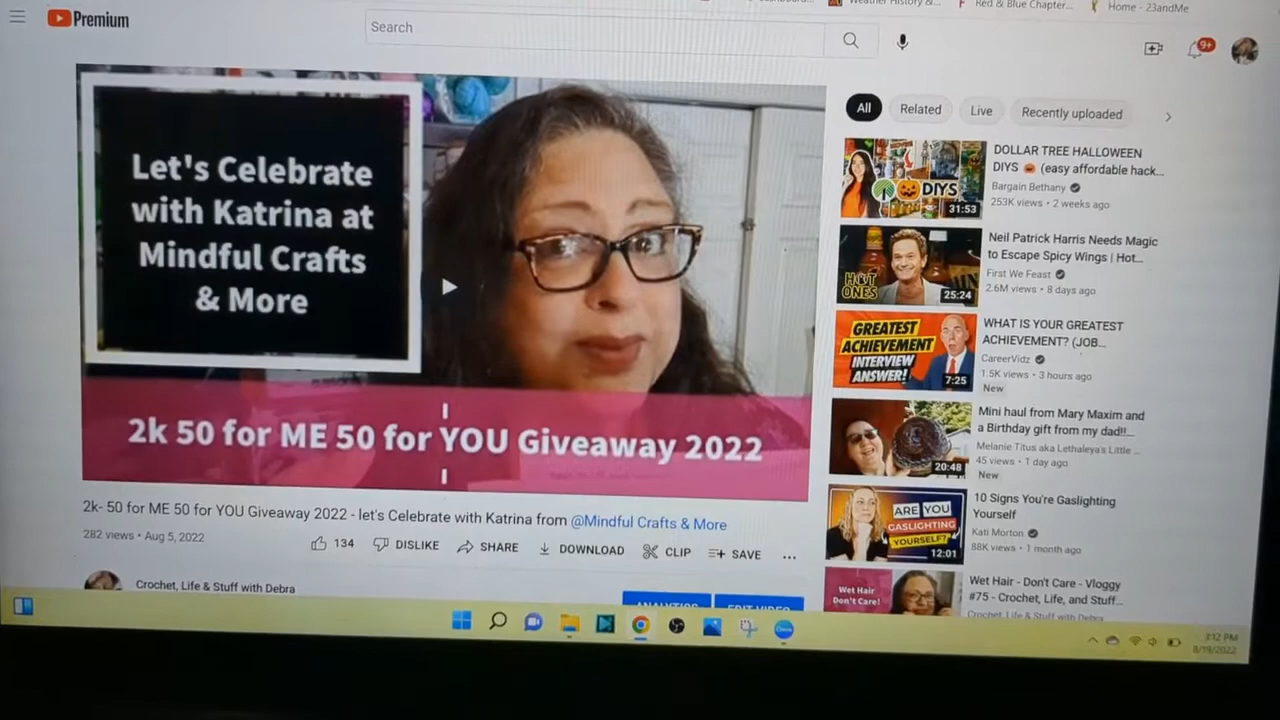 Weather History &...
Red & Blue Chapter...
Home - 23andMe
Premium
Search
9+
Let's Celebrate
with Katrina at
Mindful Crafts
& More
2k 50 for ME 50 for YOU Giveaway 2022
2k- 50 for ME 50 for YOU Giveaway 2022 - let's Celebrate with Katrina from @Mindful Crafts & More
282 views • Aug 5, 2022
134
DISLIKE
SHARE
DOWNLOAD
CLIP
SAVE
...
Crochet, Life & Stuff with Debra
ANALYTICS
EDIT VIDEO
All
Related
Live
Recently uploaded
DIYS
31:53
DOLLAR TREE HALLOWEEN
DIYS 🎃 (easy affordable hack...
Bargain Bethany
253K views • 2 weeks ago
HOT
ONES
25:24
Neil Patrick Harris Needs Magic
to Escape Spicy Wings | Hot...
First We Feast
2.6M views • 8 days ago
GREATEST
ACHIEVEMENT
INTERVIEW
ANSWER!
7:25
WHAT IS YOUR GREATEST
ACHIEVEMENT? (JOB...
CareerVidz
1.5K views • 3 hours ago
New
20:48
Mini haul from Mary Maxim and
a Birthday gift from my dad!!...
Melanie Titus aka Lethaleya's Little ...
45 views • 1 day ago
New
ARE YOU
GASLIGHTING
YOURSELF?
12:01
10 Signs You're Gaslighting
Yourself
Kati Morton
88K views • 1 month ago
Wet Hair
Don't Care!
Wet Hair - Don't Care - Vloggy
#75 - Crochet, Life, and Stuff...
Crochet, Life & Stuff with Debra
3:12 PM
8/19/2022